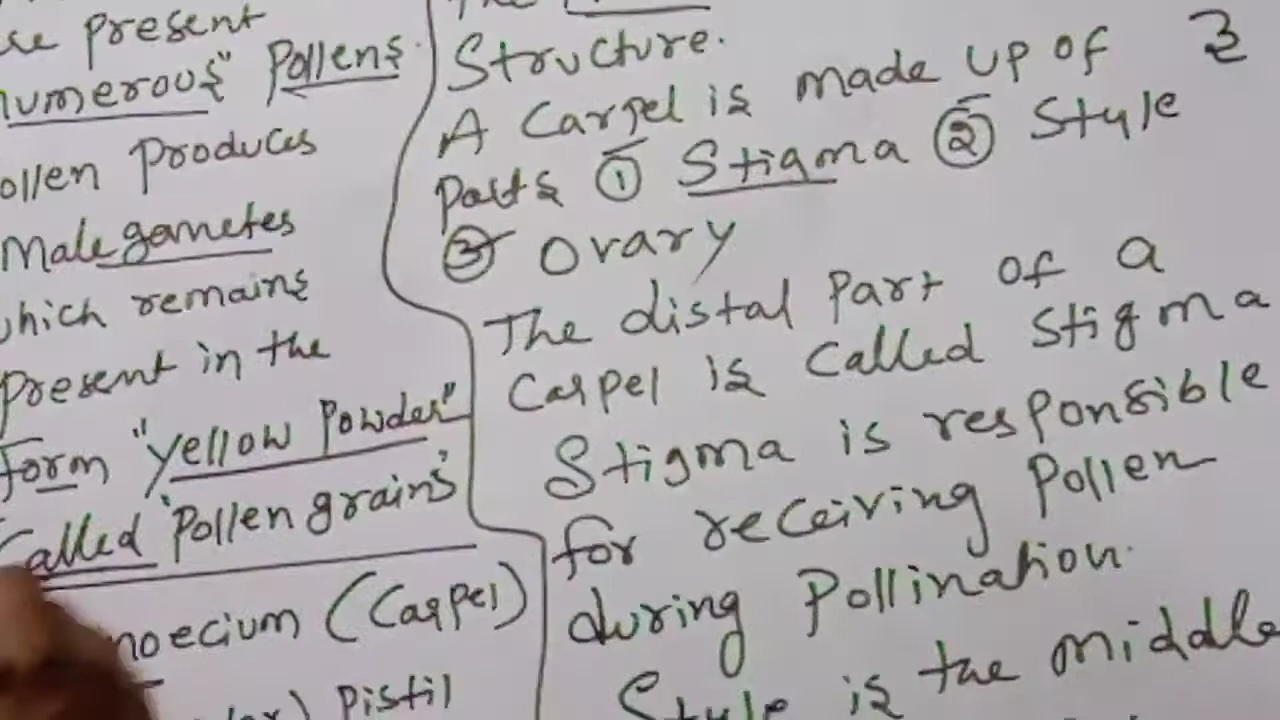 present
numerous" Pollens
Pollen Produces
Male gametes
which remains
Present in the
form "yellow Powder"
Called 'Pollen grains'
noecium (Carpel)
Pistil
Structure.
A Carpel is made up of 3
Parts ① Stigma ② Style
③ Ovary
The distal Part of a
Carpel is Called Stigma
Stigma is responsible
for receiving Pollen
during Pollination.
Style is the middle